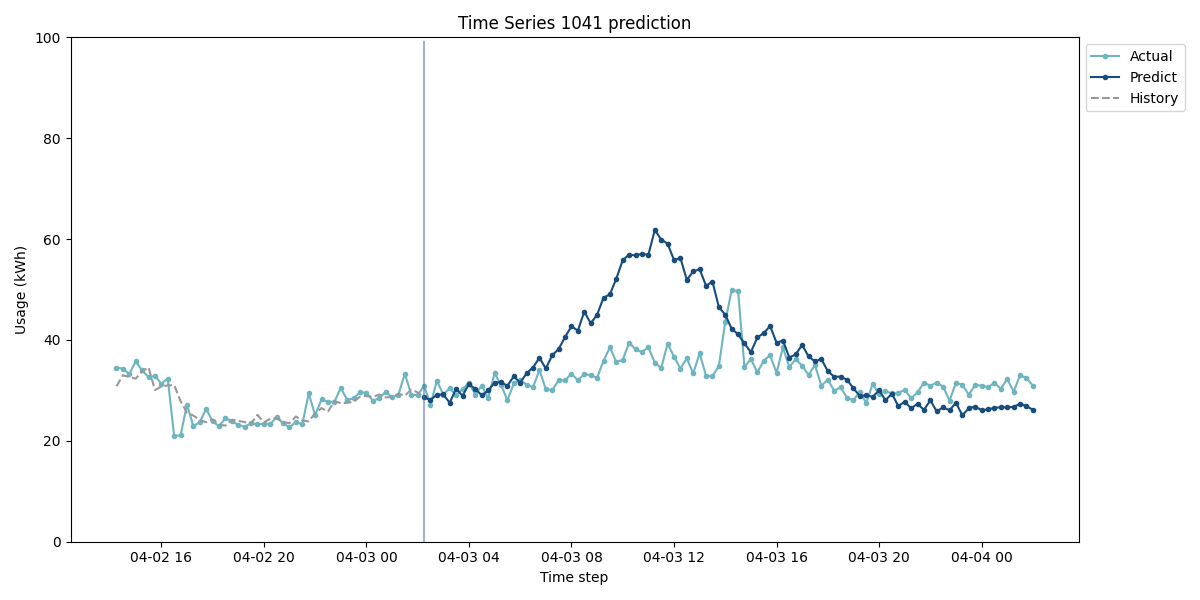 Time Series 1041 prediction
100
80
60
40
20
0
Usage (kWh)
04-02 16
04-02 20
04-03 00
04-03 04
04-03 08
04-03 12
04-03 16
04-03 20
04-04 00
Time step
Actual
Predict
History